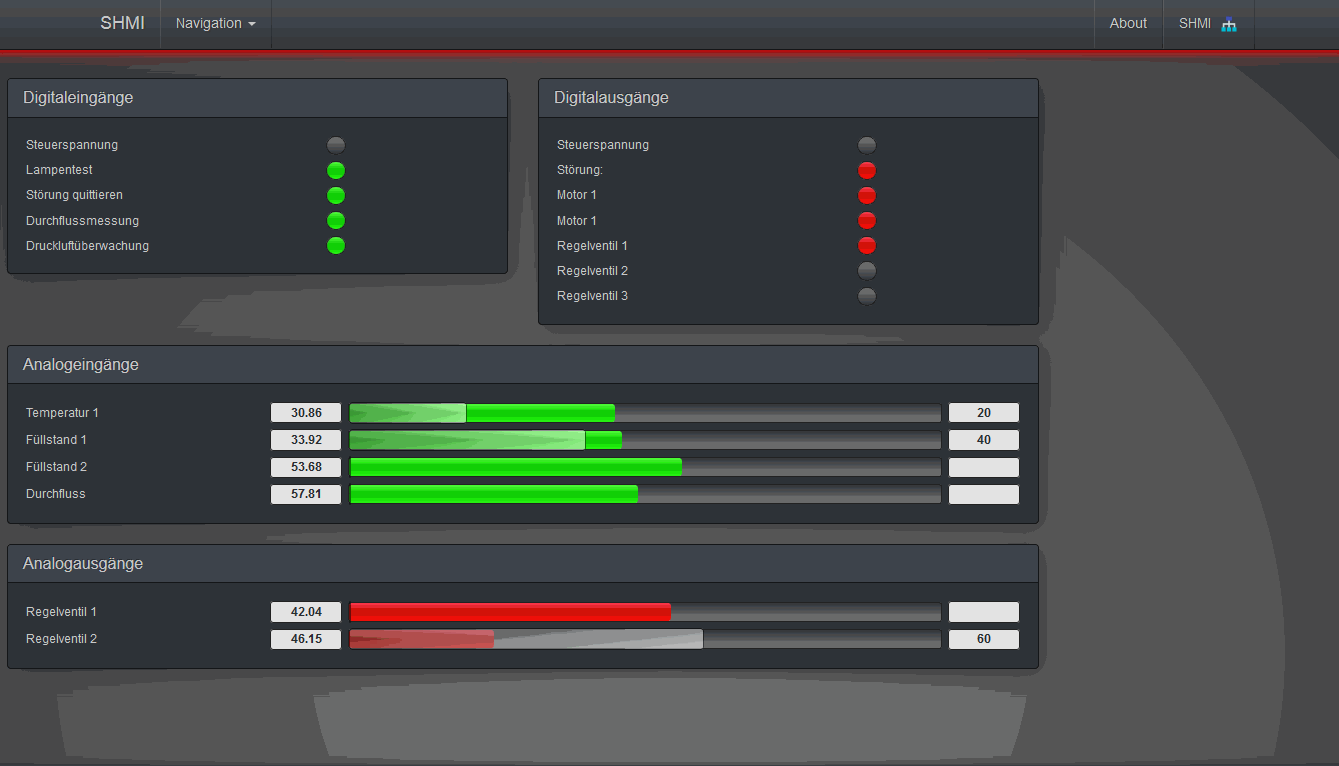 SHMI Navigation About SHMI
Digitaleingänge
Steuerspannung
Lampentest
Störung quittieren
Durchflussmessung
Druckluftüberwachung
Digitalausgänge
Steuerspannung
Störung:
Motor 1
Motor 1
Regelventil 1
Regelventil 2
Regelventil 3
Analogeingänge
Temperatur 1 30.86 20
Füllstand 1 33.92 40
Füllstand 2 53.68
Durchfluss 57.81
Analogausgänge
Regelventil 1 42.04
Regelventil 2 46.15 60